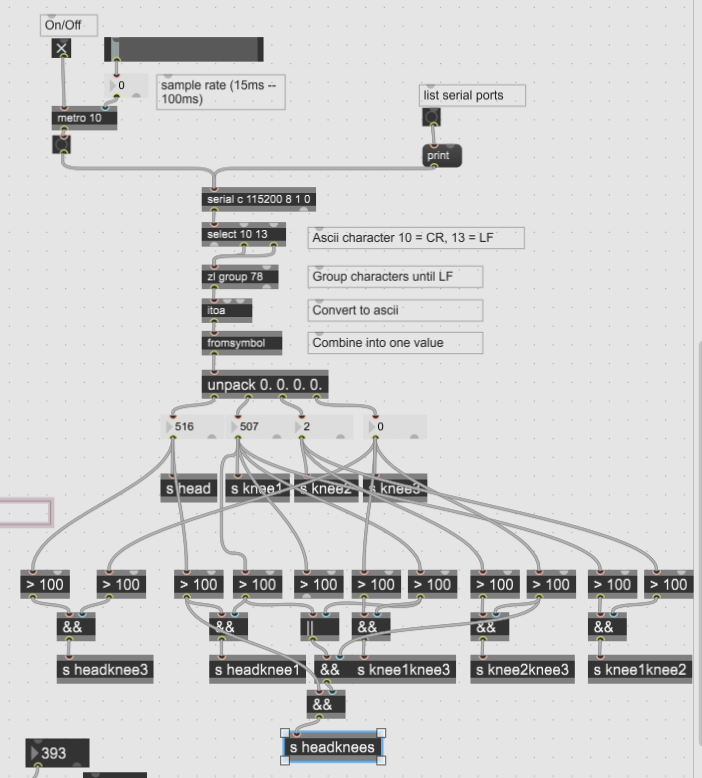 On/Off
0
sample rate (15ms --
100ms)
metro 10
list serial ports
print
serial c 115200 8 1 0
select 10 13
Ascii character 10 = CR, 13 = LF
zl group 78
Group characters until LF
itoa
Convert to ascii
fromsymbol
Combine into one value
unpack 0. 0. 0. 0.
516 507 2 0
s head s knee1 s knee2 s knee3
> 100 > 100 > 100 > 100 > 100 > 100 > 100 > 100 > 100 > 100 > 100
&& && || && && &&
s headknee3 s headknee1 && s knee1knee3 s knee2knee3 s knee1knee2
&&
s headknees
393